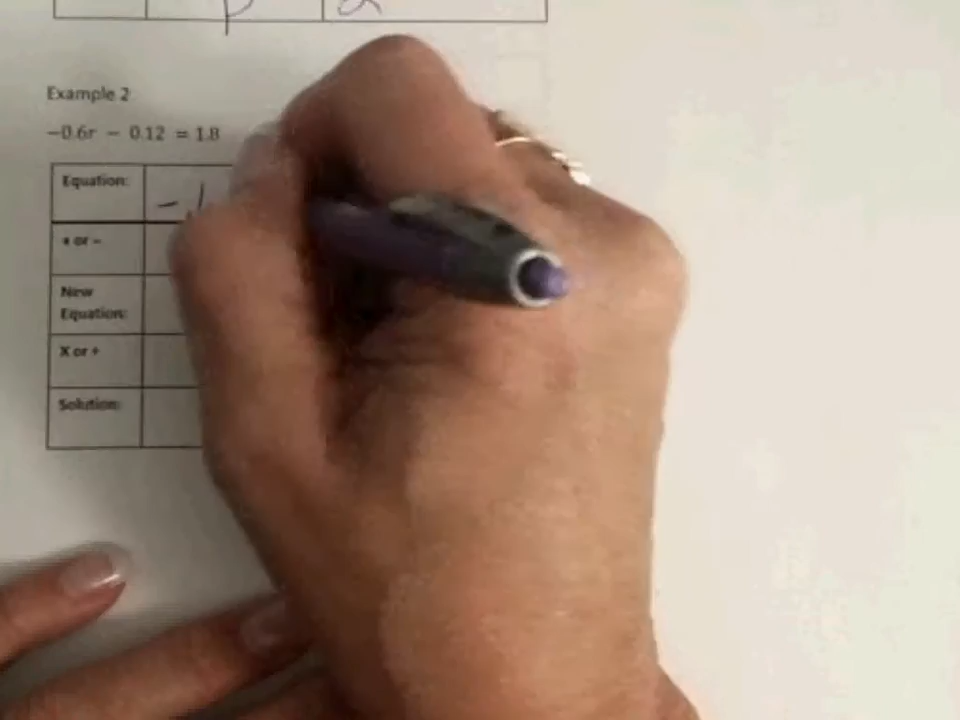 Example 2
−0.6r − 0.12 = 1.8
Equation:
+ or -
New
Equation:
X or ÷
Solution: